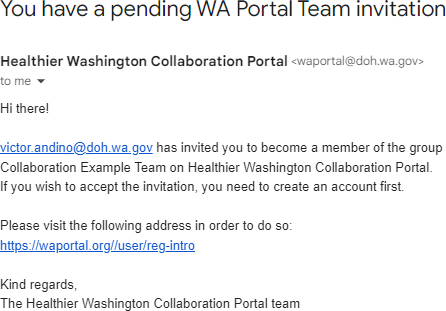 You have a pending WA Portal Team invitation
Healthier Washington Collaboration Portal <waportal@doh.wa.gov>
to me
Hi there!
victor.andino@doh.wa.gov has invited you to become a member of the group
Collaboration Example Team on Healthier Washington Collaboration Portal.
If you wish to accept the invitation, you need to create an account first.
Please visit the following address in order to do so:
https://waportal.org//user/reg-intro
Kind regards,
The Healthier Washington Collaboration Portal team